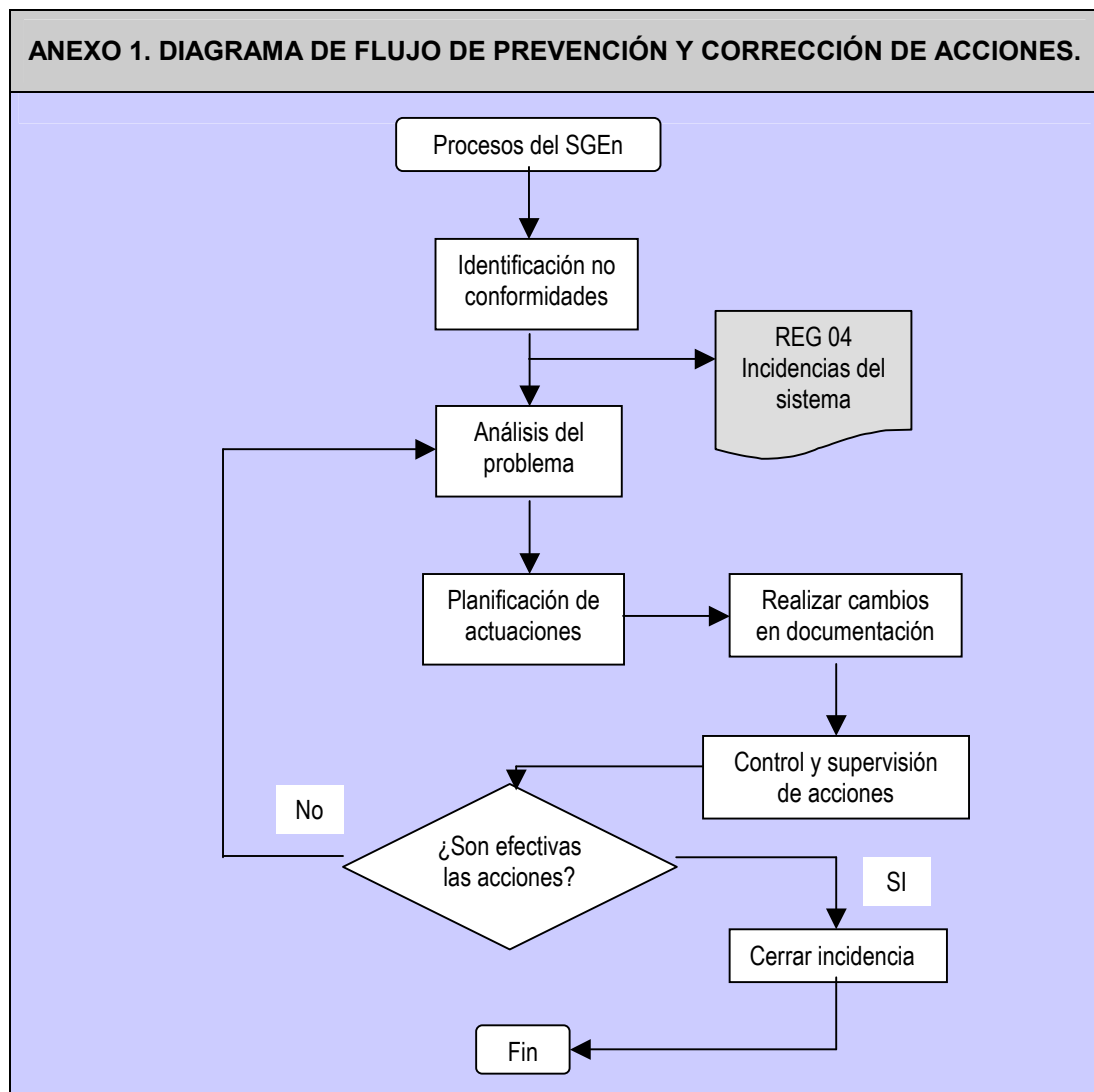 ANEXO 1. DIAGRAMA DE FLUJO DE PREVENCIÓN Y CORRECCIÓN DE ACCIONES.
Procesos del SGEn
Identificación no
conformidades
REG 04
Incidencias del
sistema
Análisis del
problema
Planificación de
actuaciones
Realizar cambios
en documentación
Control y supervisión
de acciones
No
¿Son efectivas
las acciones?
SI
Cerrar incidencia
Fin